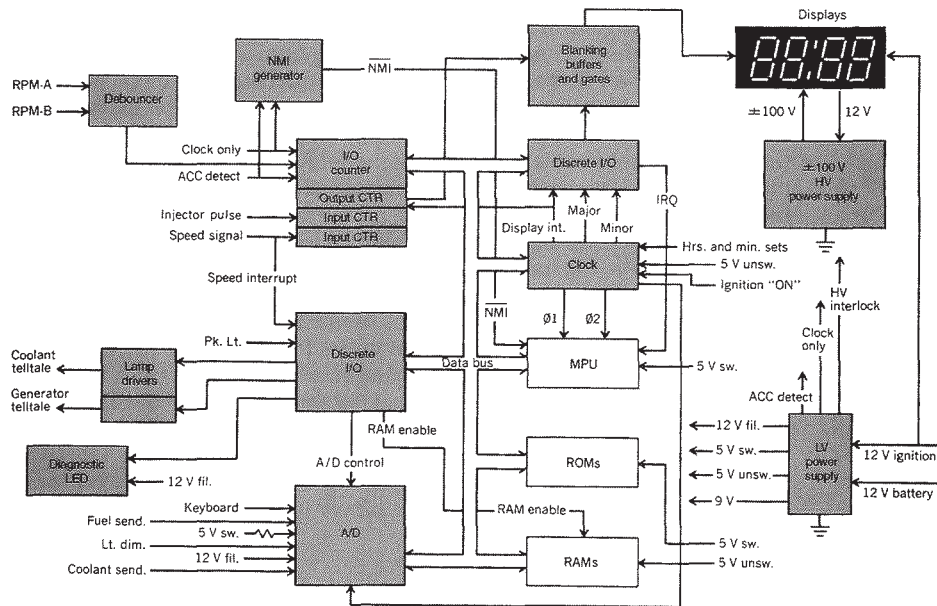 Displays
88:88
NMI
generator
NMI
Blanking
buffers
and gates
RPM-A
RPM-B
Debouncer
±100 V
12 V
Clock only
ACC detect
I/O
counter
Output CTR
Input CTR
Input CTR
Injector pulse
Speed signal
Discrete I/O
IRQ
±100 V
HV
power supply
Display int.
Major
Minor
Clock
Hrs. and min. sets
5 V unsw.
Ignition "ON"
Speed interrupt
NMI
Ø1
Ø2
HV
interlock
Clock
only
Pk. Lt.
Discrete
I/O
Data bus
MPU
5 V sw.
ACC detect
Coolant
telltale
Generator
telltale
Lamp
drivers
RAM enable
12 V fil.
5 V sw.
5 V unsw.
9 V
LV
power
supply
12 V ignition
12 V battery
Diagnostic
LED
12 V fil.
A/D control
ROMs
Keyboard
Fuel send.
5 V sw.
Lt. dim.
12 V fil.
Coolant send.
A/D
RAM enable
RAMs
5 V sw.
5 V unsw.